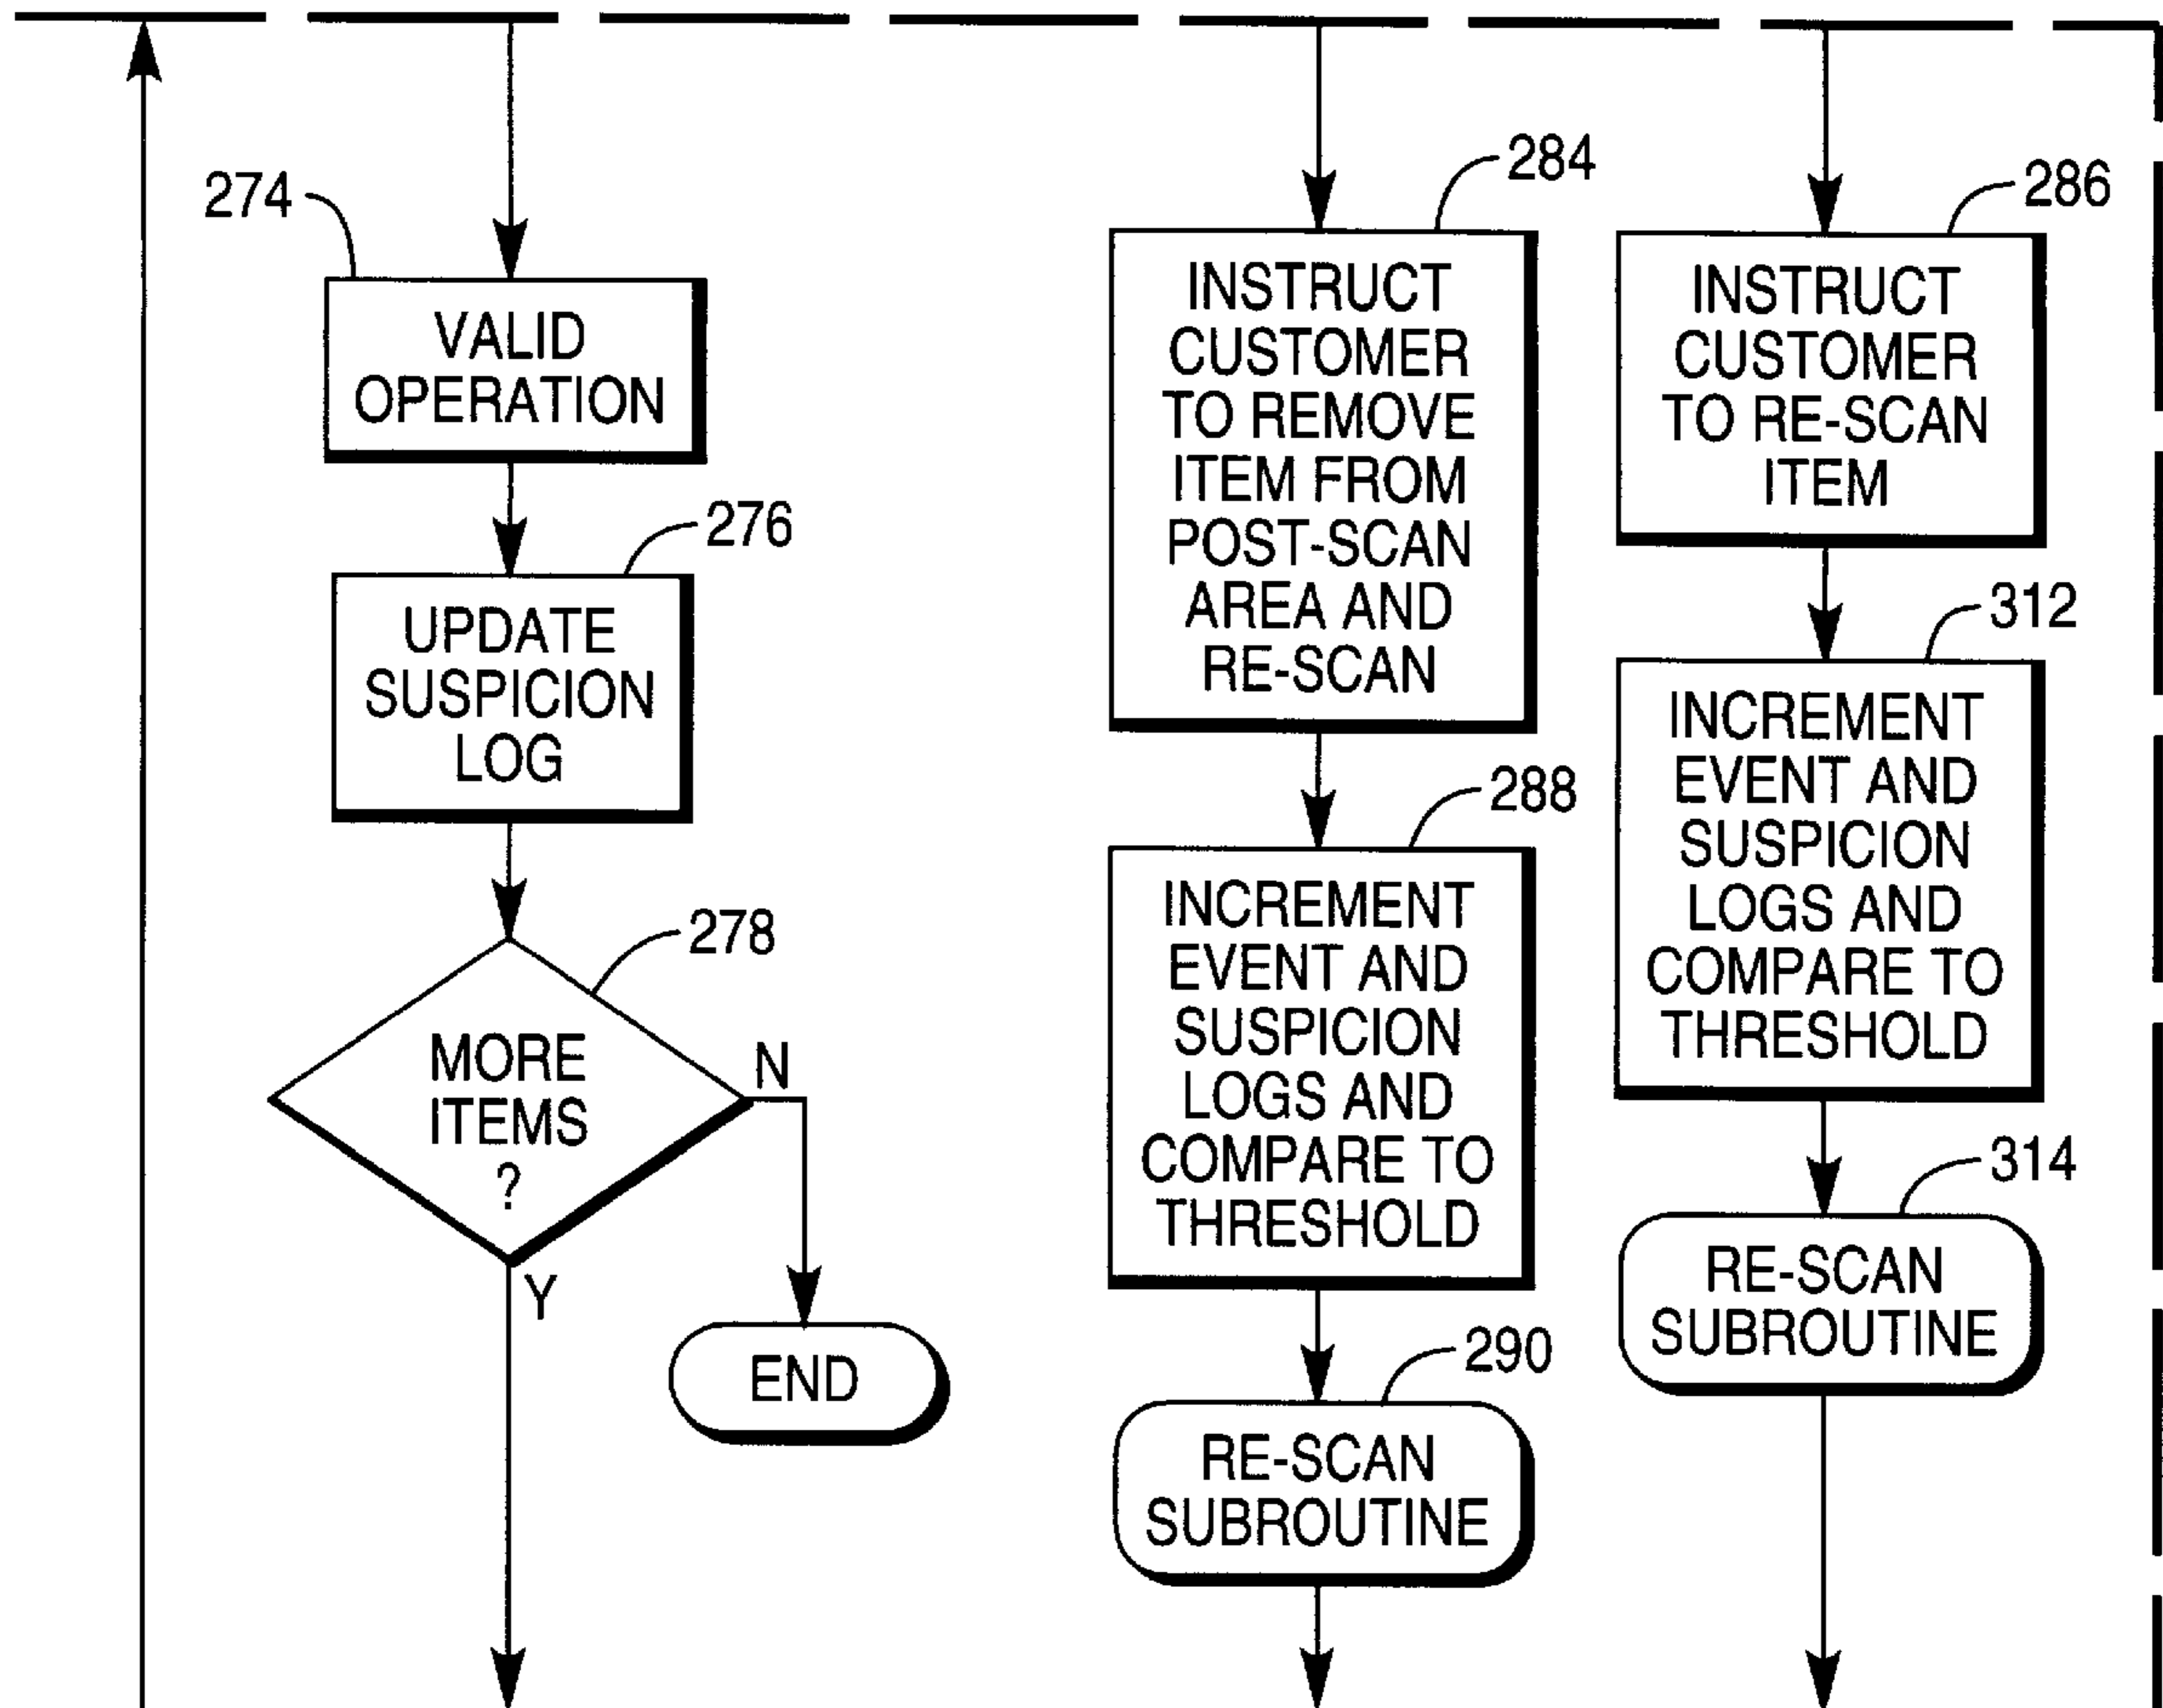 274
VALID
OPERATION
276
UPDATE
SUSPICION
LOG
278
MORE
ITEMS
?
N
Y
END
284
INSTRUCT
CUSTOMER
TO REMOVE
ITEM FROM
POST-SCAN
AREA AND
RE-SCAN
288
INCREMENT
EVENT AND
SUSPICION
LOGS AND
COMPARE TO
THRESHOLD
290
RE-SCAN
SUBROUTINE
286
INSTRUCT
CUSTOMER
TO RE-SCAN
ITEM
312
INCREMENT
EVENT AND
SUSPICION
LOGS AND
COMPARE TO
THRESHOLD
314
RE-SCAN
SUBROUTINE